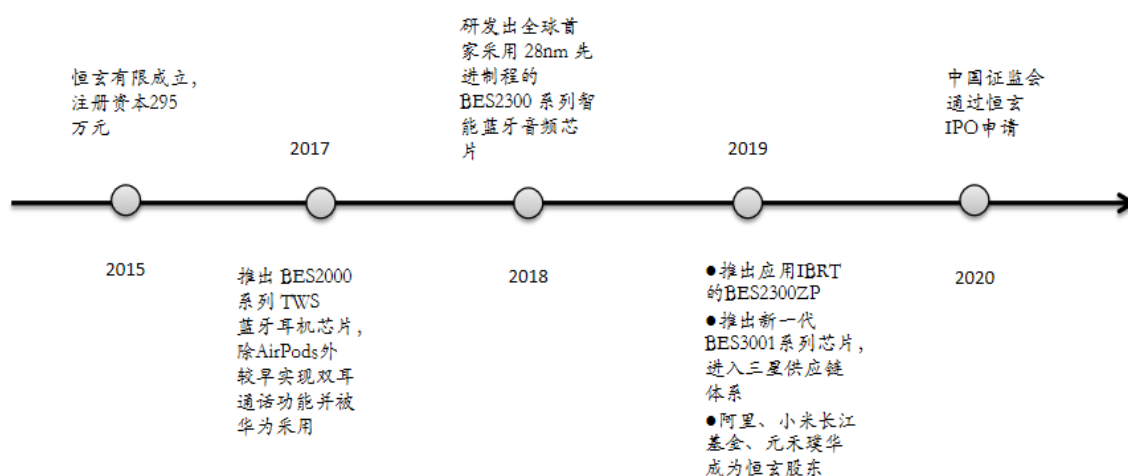 恒玄有限成立，
注册资本295
万元
2015
2017
推出 BES2000
系列 TWS
蓝牙耳机芯片，
除AirPods外
较早实现双耳
通话功能并被
华为采用
研发出全球首
家采用 28nm 先
进制程的
BES2300 系列智
能蓝牙音频芯
片
2018
2019
●推出应用IBRT
的BES2300ZP
●推出新一代
BES3001系列芯片，
进入三星供应链
体系
●阿里、小米长江
基金、元禾璞华
成为恒玄股东
中国证监会
通过恒玄
IPO申请
2020